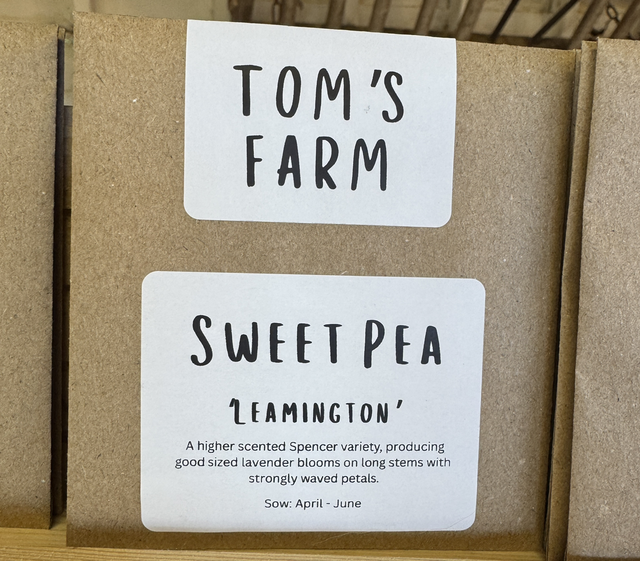 TOM'S
FARM
SWEET PEA
'LEAMINGTON'
A higher scented Spencer variety, producing
good sized lavender blooms on long stems with
strongly waved petals.
Sow: April - June